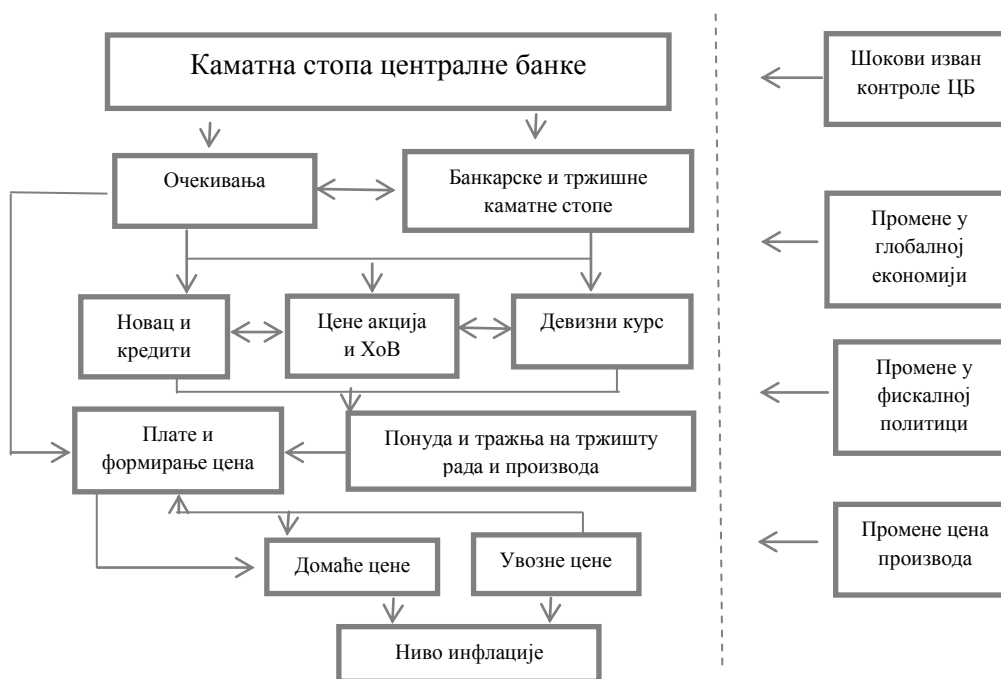 Каматна стопа централне банке
Очекивања
Банкарске и тржишне
каматне стопе
Новац и
кредити
Цене акција
и ХоВ
Девизни курс
Плате и
формирање цена
Понуда и тражња на тржишту
рада и производа
Домаће цене
Увозне цене
Ниво инфлације
Шокови изван
контроле ЦБ
Промене у
глобалној
економији
Промене у
фискалној
политици
Промене цена
производа